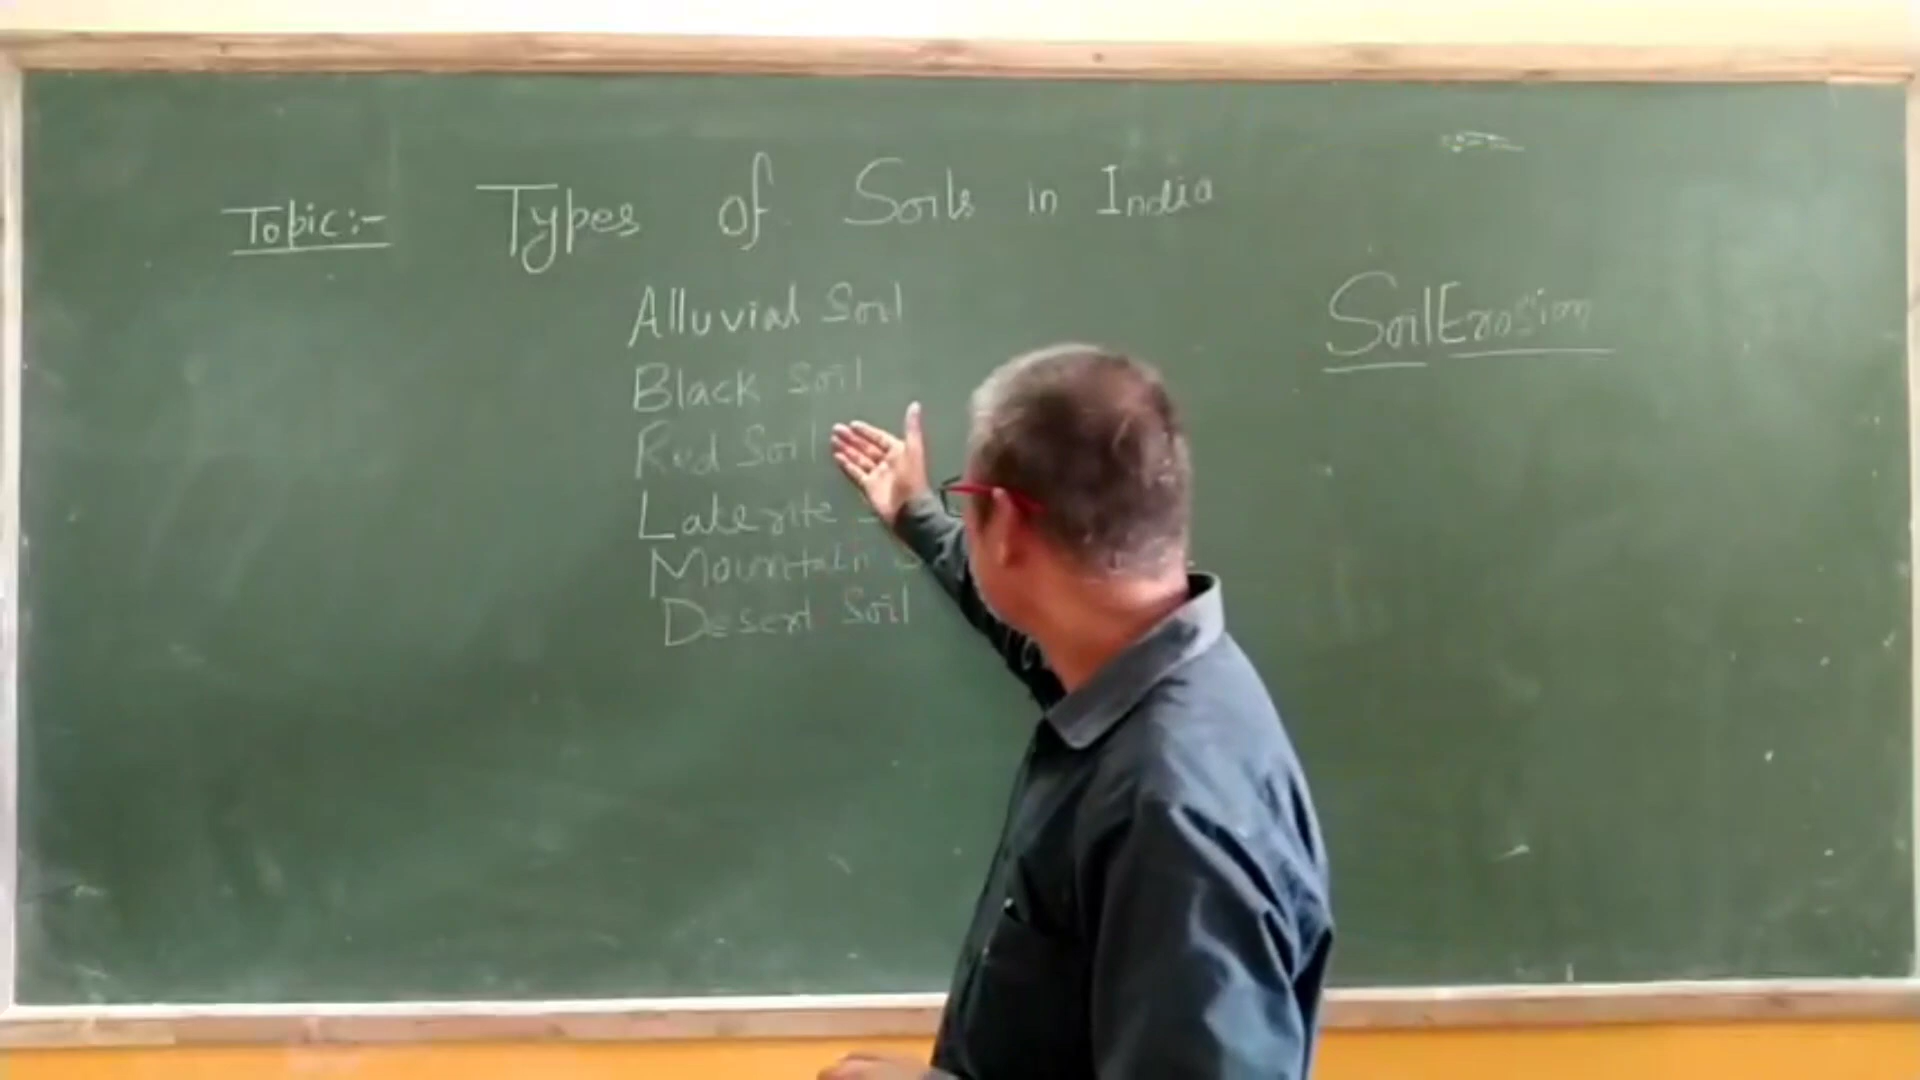 Topic:- Types of Soils in India
Alluvial Soil
Black Soil
Red Soil
Laterite
Mountain
Desert Soil
Soil Erosion